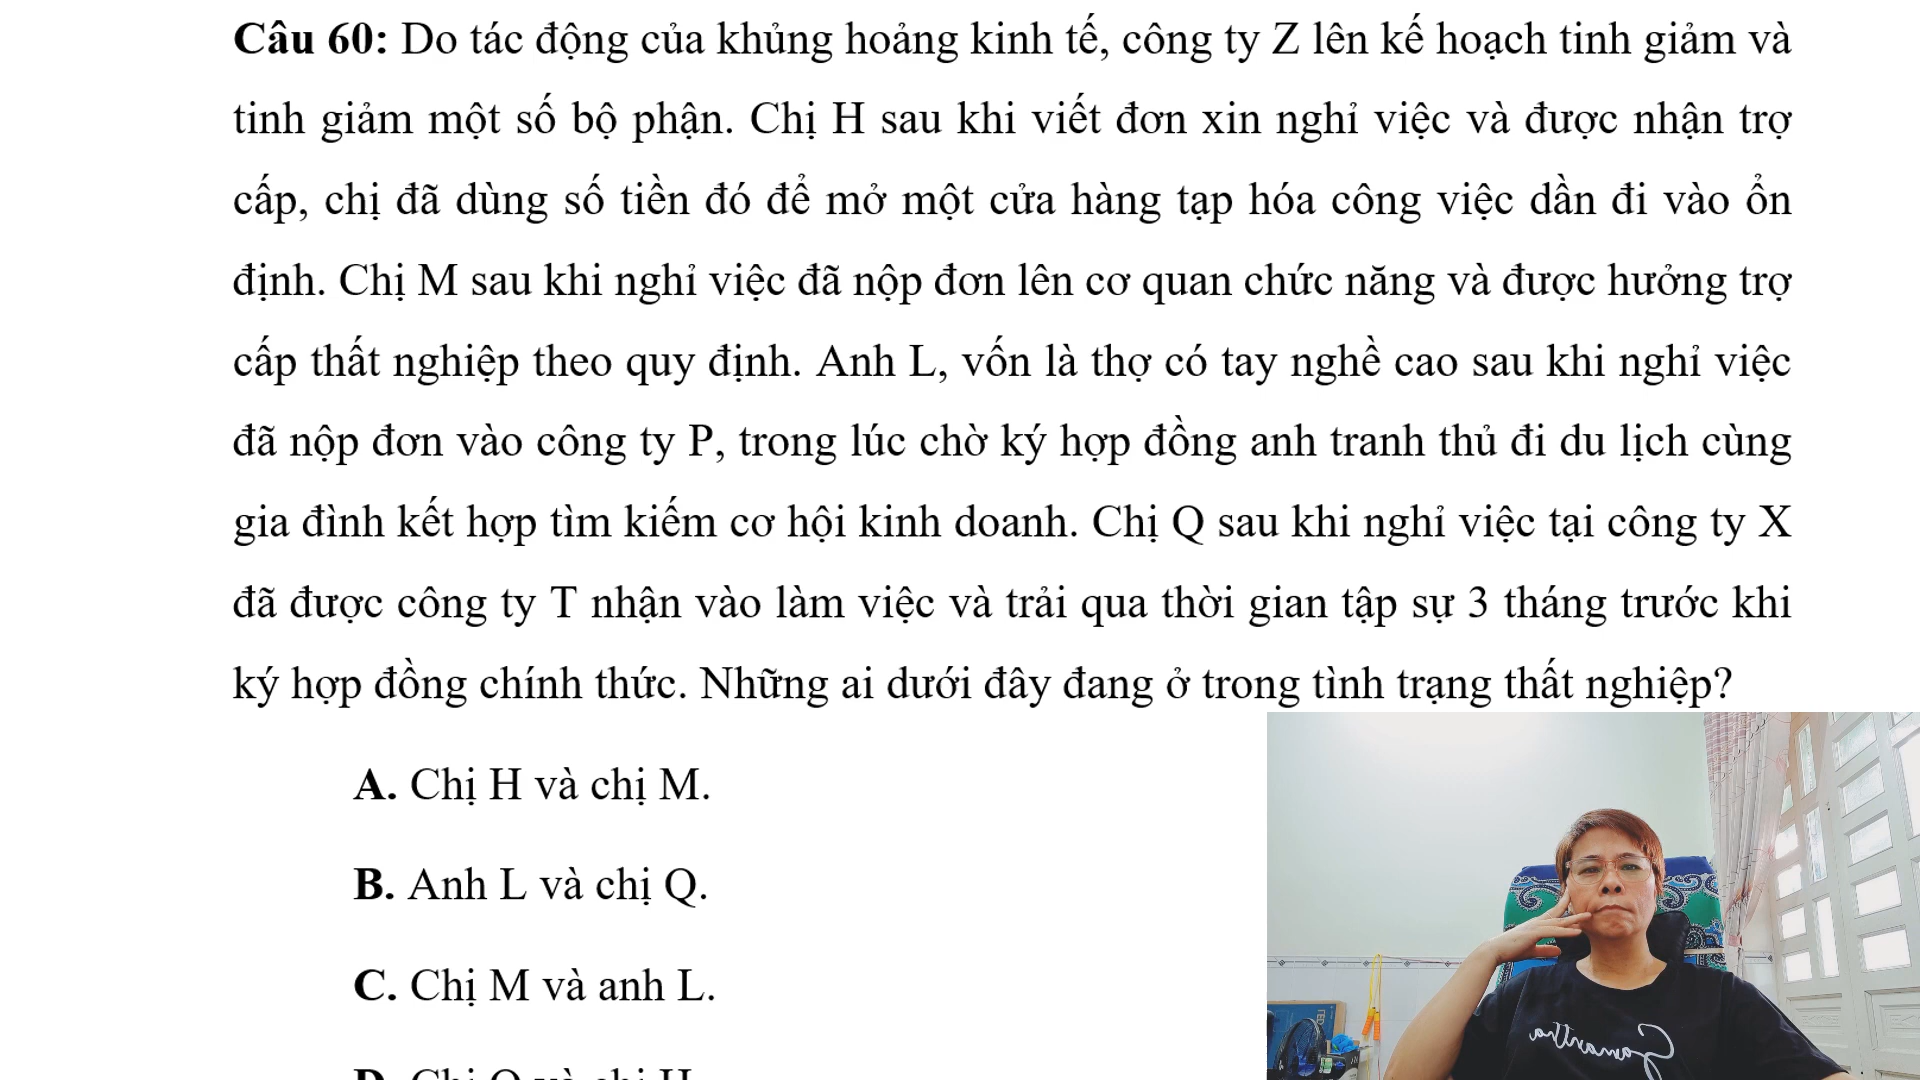 Câu 60: Do tác động của khủng hoảng kinh tế, công ty Z lên kế hoạch tinh giảm và
tinh giảm một số bộ phận. Chị H sau khi viết đơn xin nghỉ việc và được nhận trợ
cấp, chị đã dùng số tiền đó để mở một cửa hàng tạp hóa công việc dần đi vào ổn
định. Chị M sau khi nghỉ việc đã nộp đơn lên cơ quan chức năng và được hưởng trợ
cấp thất nghiệp theo quy định. Anh L, vốn là thợ có tay nghề cao sau khi nghỉ việc
đã nộp đơn vào công ty P, trong lúc chờ ký hợp đồng anh tranh thủ đi du lịch cùng
gia đình kết hợp tìm kiếm cơ hội kinh doanh. Chị Q sau khi nghỉ việc tại công ty X
đã được công ty T nhận vào làm việc và trải qua thời gian tập sự 3 tháng trước khi
ký hợp đồng chính thức. Những ai dưới đây đang ở trong tình trạng thất nghiệp?
A. Chị H và chị M.
B. Anh L và chị Q.
C. Chị M và anh L.
D. Chị Q và chị H.
Samantha